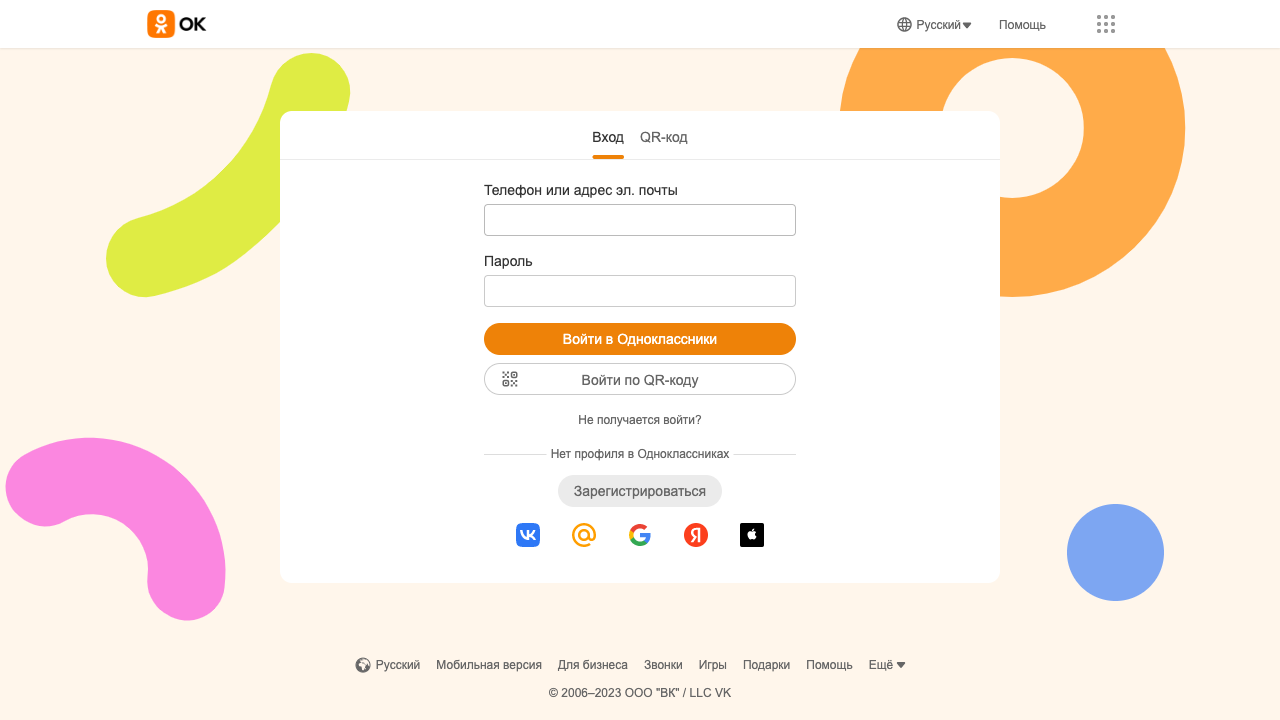 OK
Русский
Помощь
Вход
QR-код
Телефон или адрес эл. почты
Пароль
Войти в Одноклассники
Войти по QR-коду
Не получается войти?
Нет профиля в Одноклассниках
Зарегистрироваться
Русский
Мобильная версия
Для бизнеса
Звонки
Игры
Подарки
Помощь
Ещё
© 2006–2023 ООО "ВК" / LLC VK